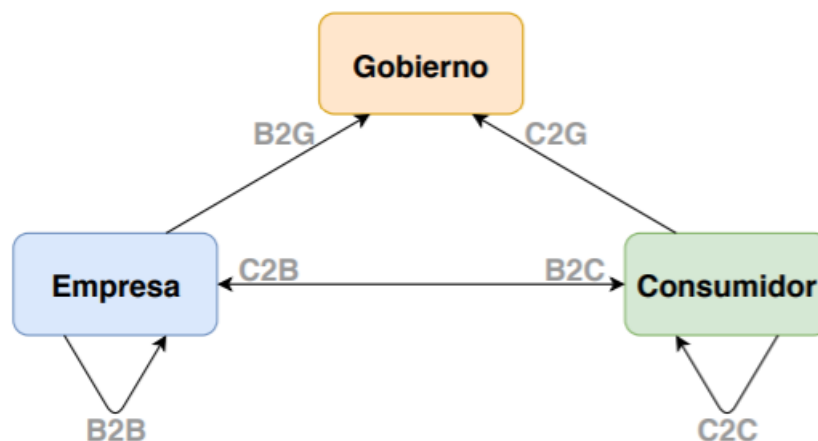 Gobierno
B2G
C2G
C2B
B2C
Empresa
Consumidor
B2B
C2C